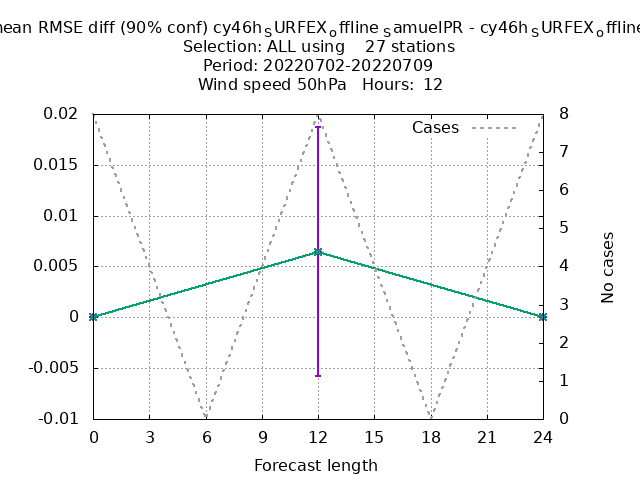 nean RMSE diff (90% conf) cy46h_SURFEX_offline_SamuelPR - cy46h_SURFEX_offline
Selection: ALL using 27 stations
Period: 20220702-20220709
Wind speed 50hPa Hours: 12
Cases
0.02
0.015
0.01
0.005
0
-0.005
-0.01
8
7
6
5
4
3
2
1
0
No cases
0 3 6 9 12 15 18 21 24
Forecast length